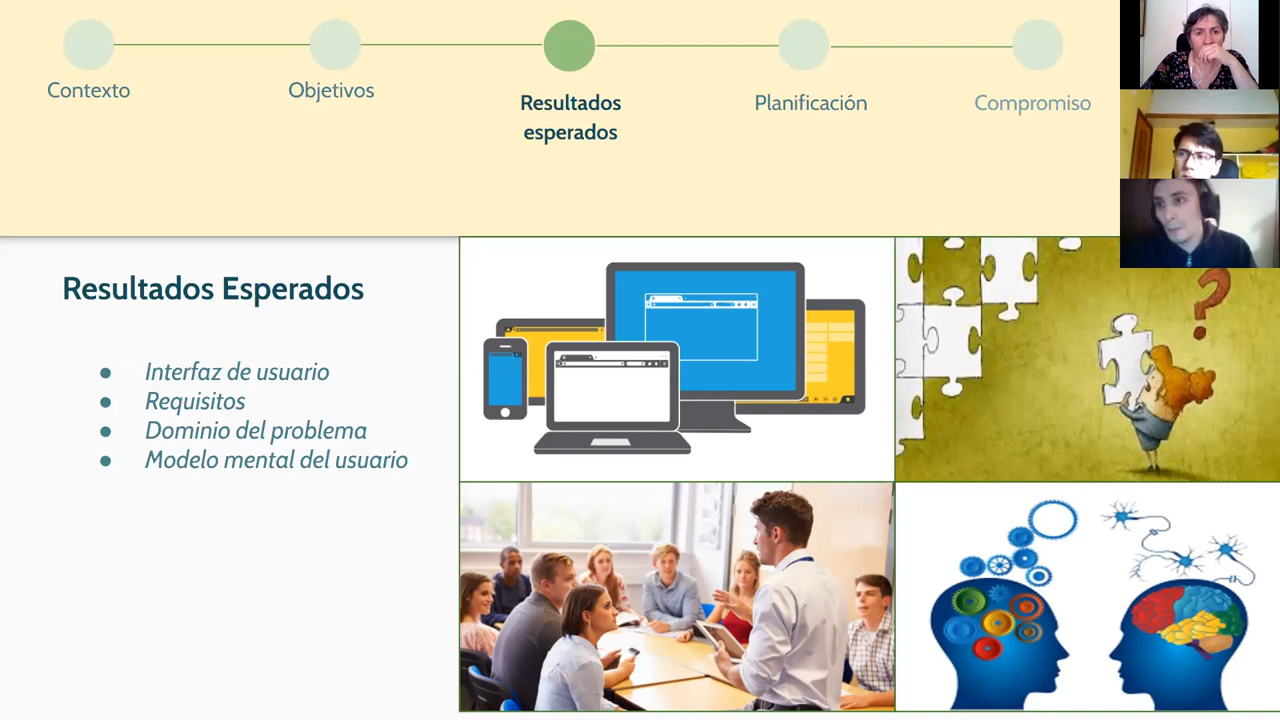 Contexto
Objetivos
Resultados
esperados
Planificación
Compromiso
Resultados Esperados
● Interfaz de usuario
● Requisitos
● Dominio del problema
● Modelo mental del usuario
?